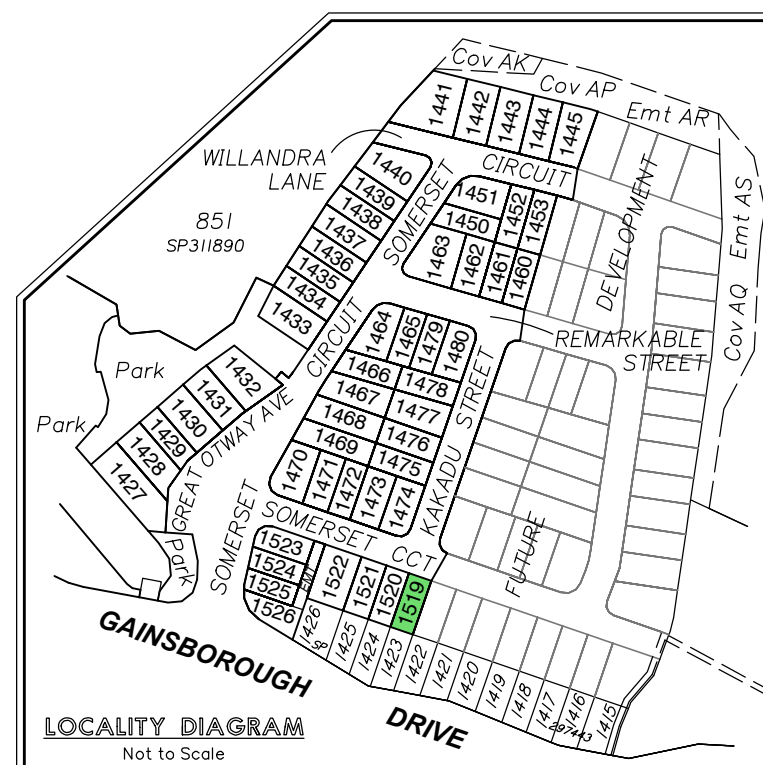 Cov AK
Cov AP
Emt AR
1441
1442
1443
1444
1445
WILLANDRA
LANE
CIRCUIT
1440
1439
1438
1437
1436
1435
1434
1433
SOMERSET
1451
1450
1452
1453
1463
1462
1461
1460
DEVELOPMENT
Emt AS
Cov AQ
851
SP311890
REMARKABLE
STREET
CIRCUIT
1464
1465
1479
1480
1466
1478
1467
1477
1468
1476
1469
1475
1470
1471
1472
1473
1474
KAKADU STREET
Park
Park
1432
1431
1430
1429
1428
1427
GREAT OTWAY AVE
Park
SOMERSET
SOMERSET CCT
1523
1524
1525
1526
EMT
1522
1521
1520
1519
FUTURE
1426
SP
1425
1424
1423
1422
1421
1420
1419
1418
1417
1416
1415
297443
GAINSBOROUGH
DRIVE
LOCALITY DIAGRAM
Not to Scale